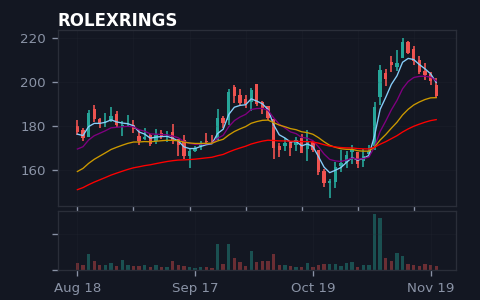 ROLEXRINGS
220
200
180
160
Aug 18
Sep 17
Oct 19
Nov 19